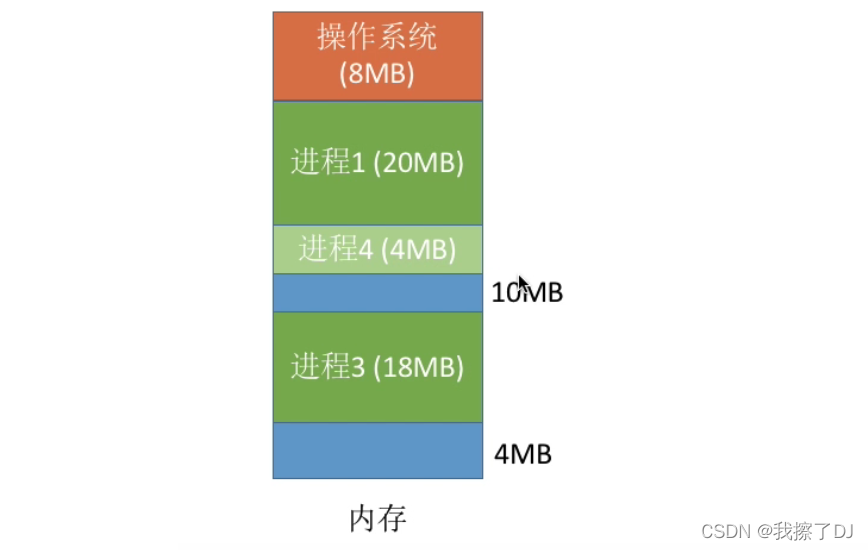 操作系统
(8MB)
进程1 (20MB)
进程4 (4MB)
10MB
进程3 (18MB)
4MB
内存
CSDN @我擦了DJ